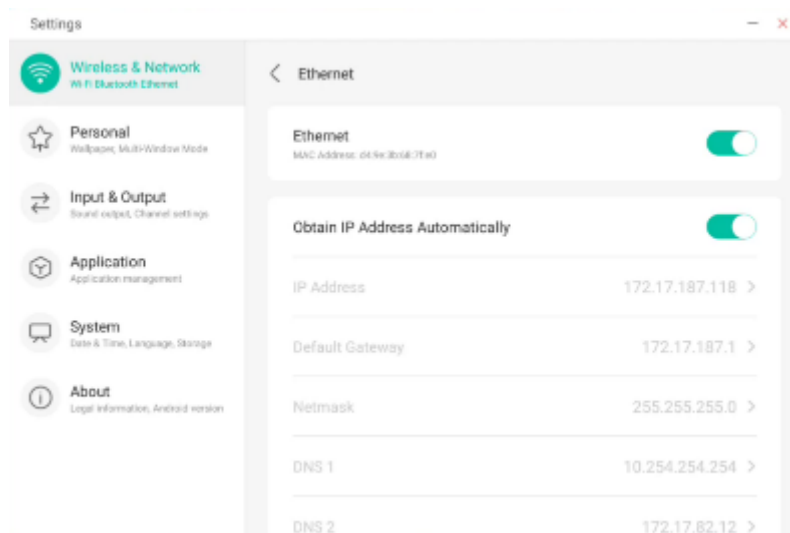 Settings
Wireless & Network
Wi-Fi Bluetooth Ethernet
Personal
Wallpaper, Multi-Window Mode
Input & Output
Sound output, Channel settings
Application
Application management
System
Date & Time, Language, Storage
About
Legal information, Android version
Ethernet
Ethernet
MAC Address:
Obtain IP Address Automatically
IP Address 172.17.187.118
Default Gateway 172.17.187.1
Netmask 255.255.255.0
DNS 1 10.254.254.254
DNS 2 172.17.82.12